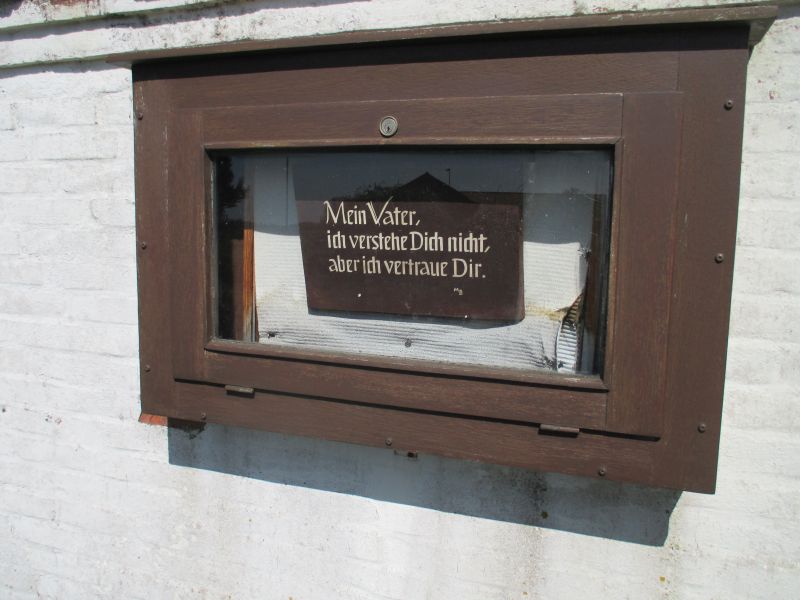 Mein Vater,
ich verstehe Dich nicht,
aber ich vertraue Dir.